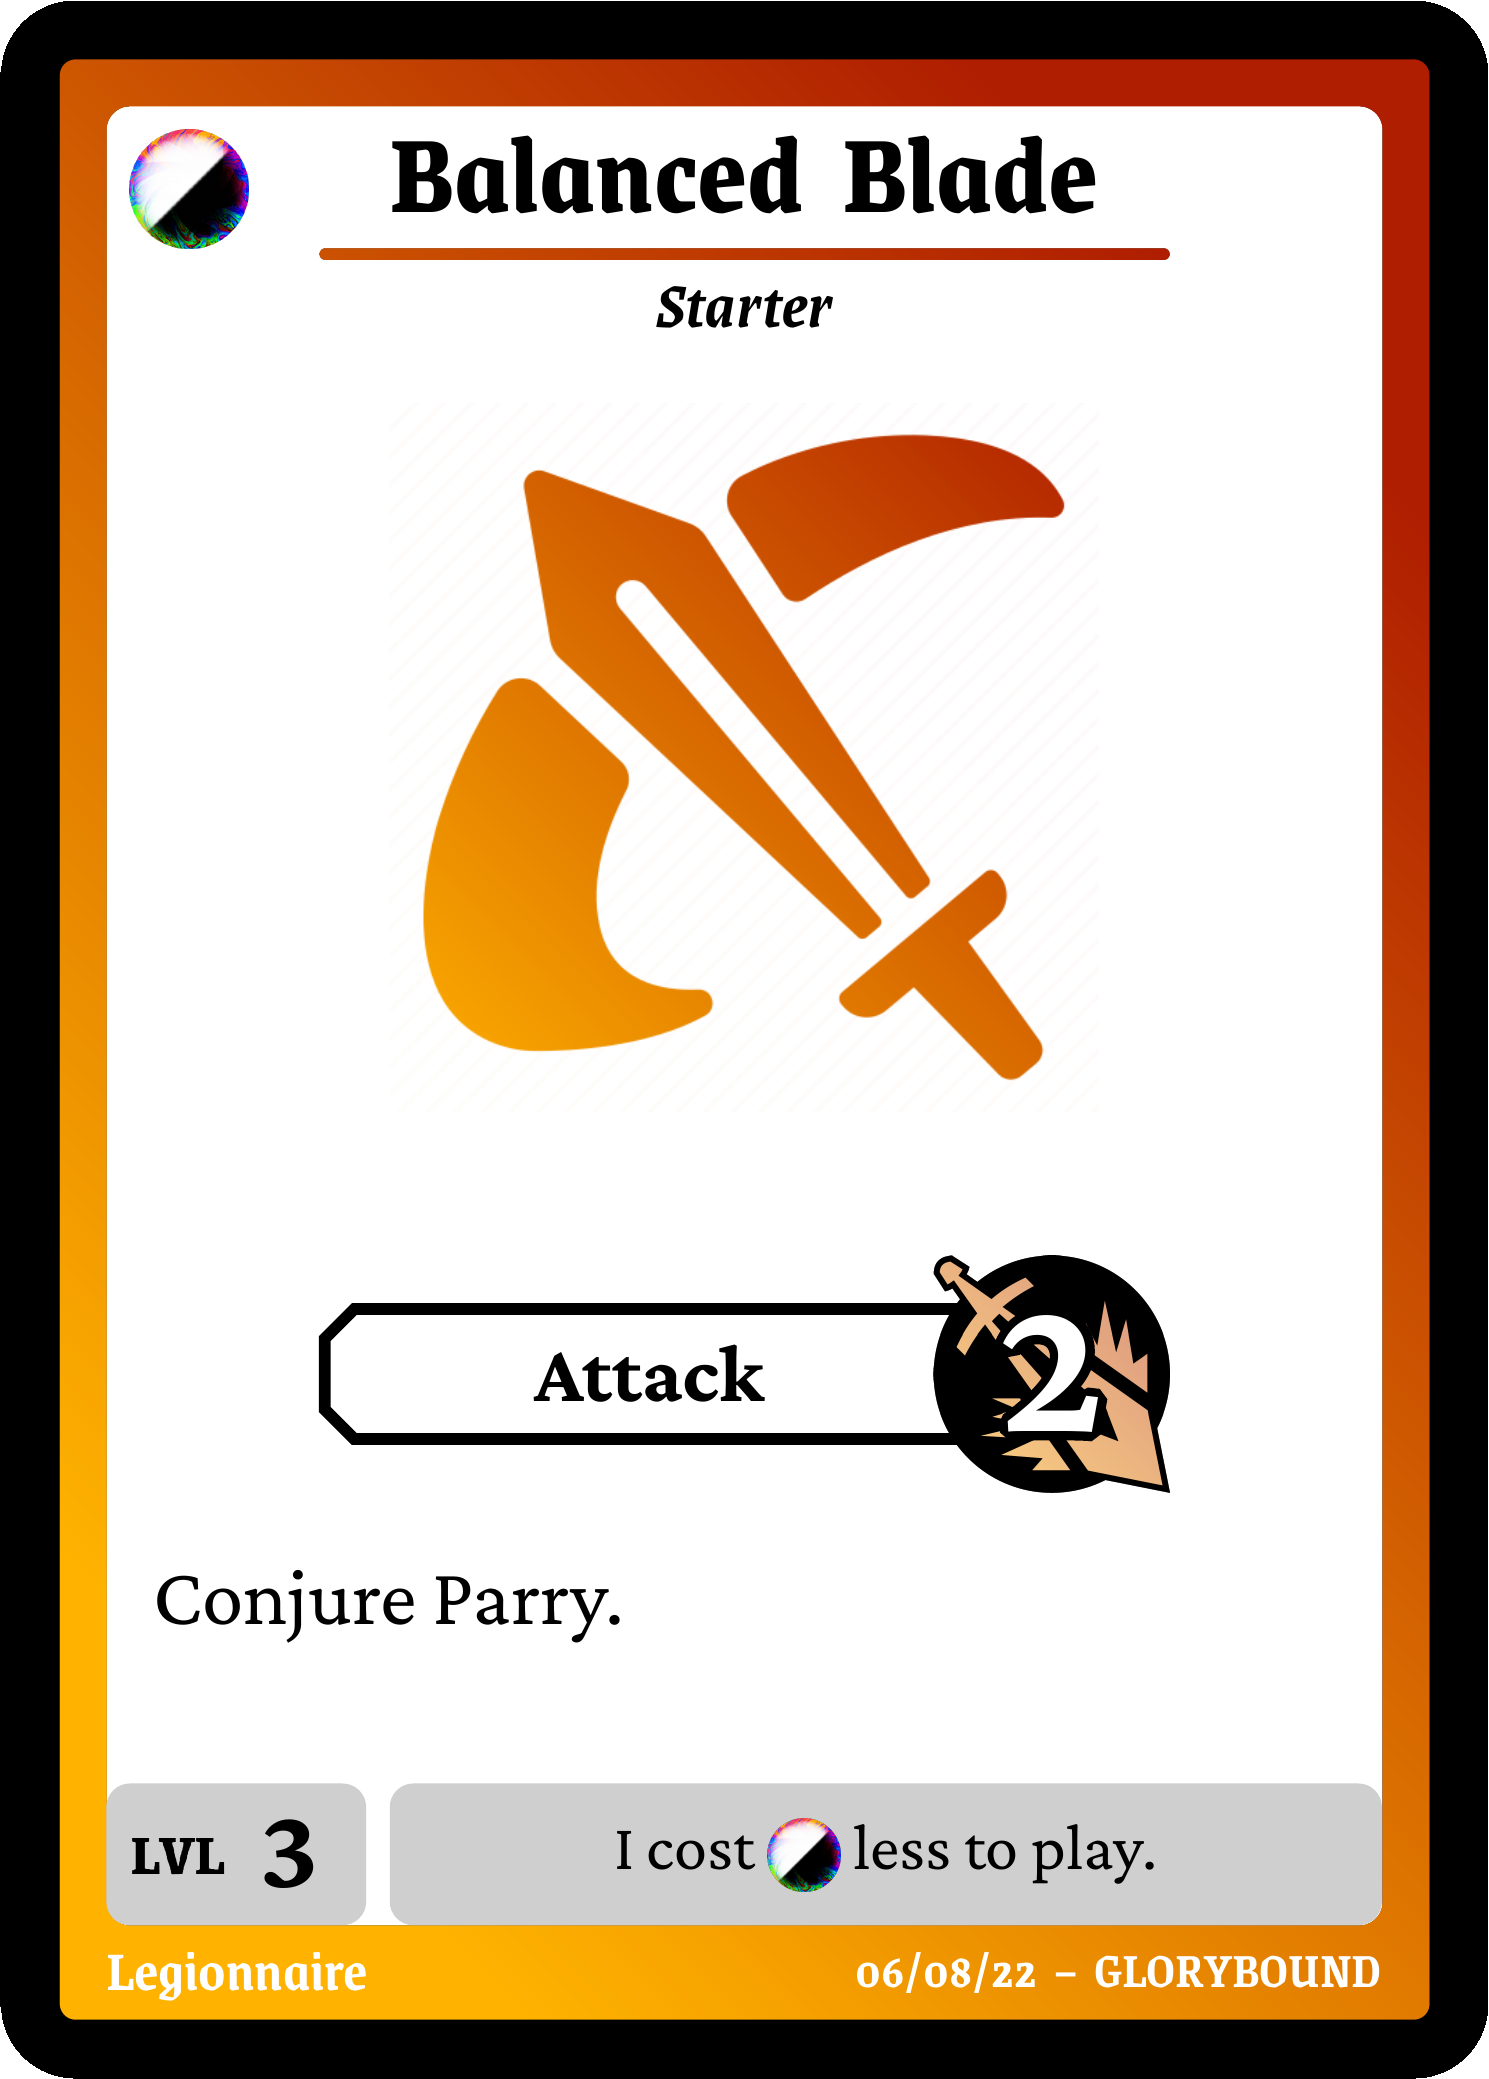 Balanced Blade
Starter
Attack 2
Conjure Parry.
LVL 3
I cost less to play.
Legionnaire
06/08/22 – GLORYBOUND